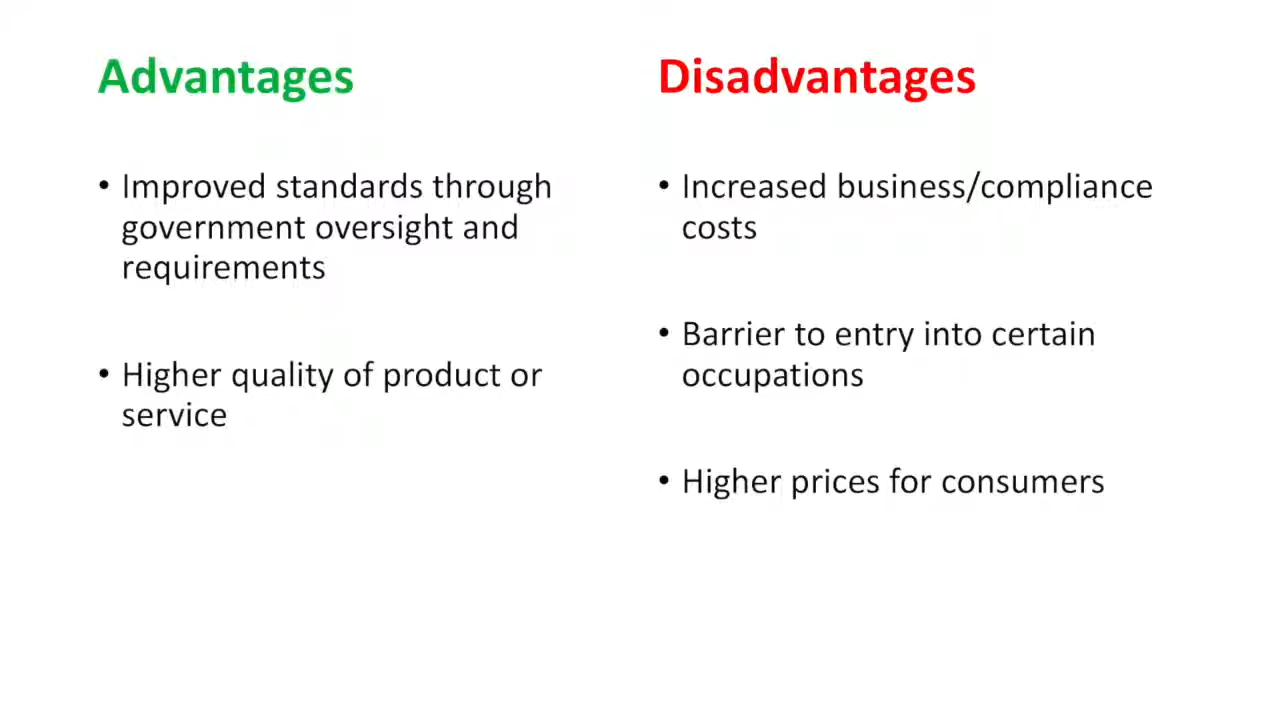 Advantages
• Improved standards through
government oversight and
requirements
• Higher quality of product or
service
Disadvantages
• Increased business/compliance
costs
• Barrier to entry into certain
occupations
• Higher prices for consumers